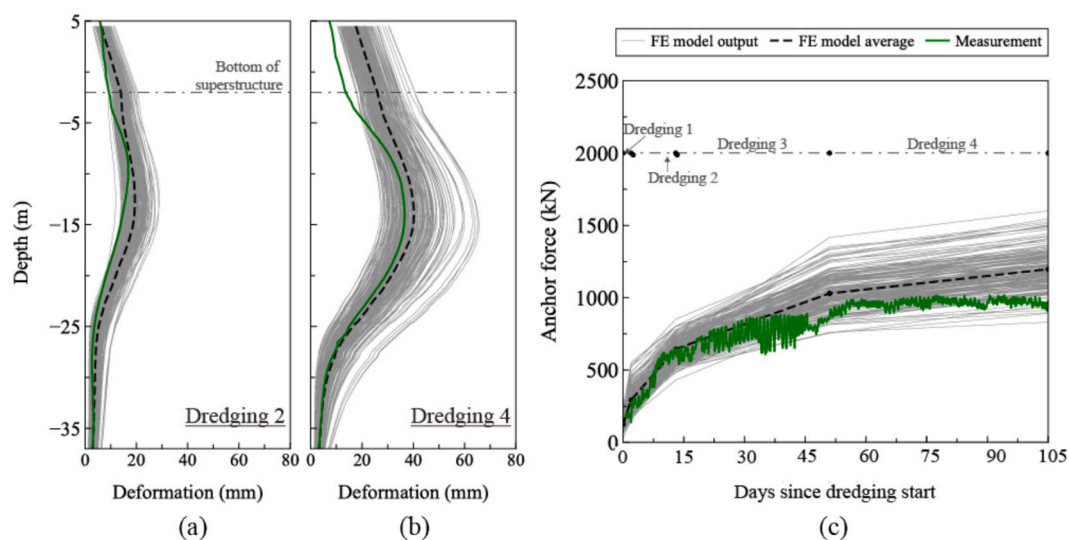 5
−5
−15
−25
−35
Depth (m)
Bottom of
superstructure
Dredging 2
0 20 40 60 80
Deformation (mm)
(a)
Dredging 4
0 20 40 60 80
Deformation (mm)
(b)
FE model output FE model average Measurement
2500
2000
1500
1000
500
0
Anchor force (kN)
Dredging 1
Dredging 2
Dredging 3
Dredging 4
0 15 30 45 60 75 90 105
Days since dredging start
(c)